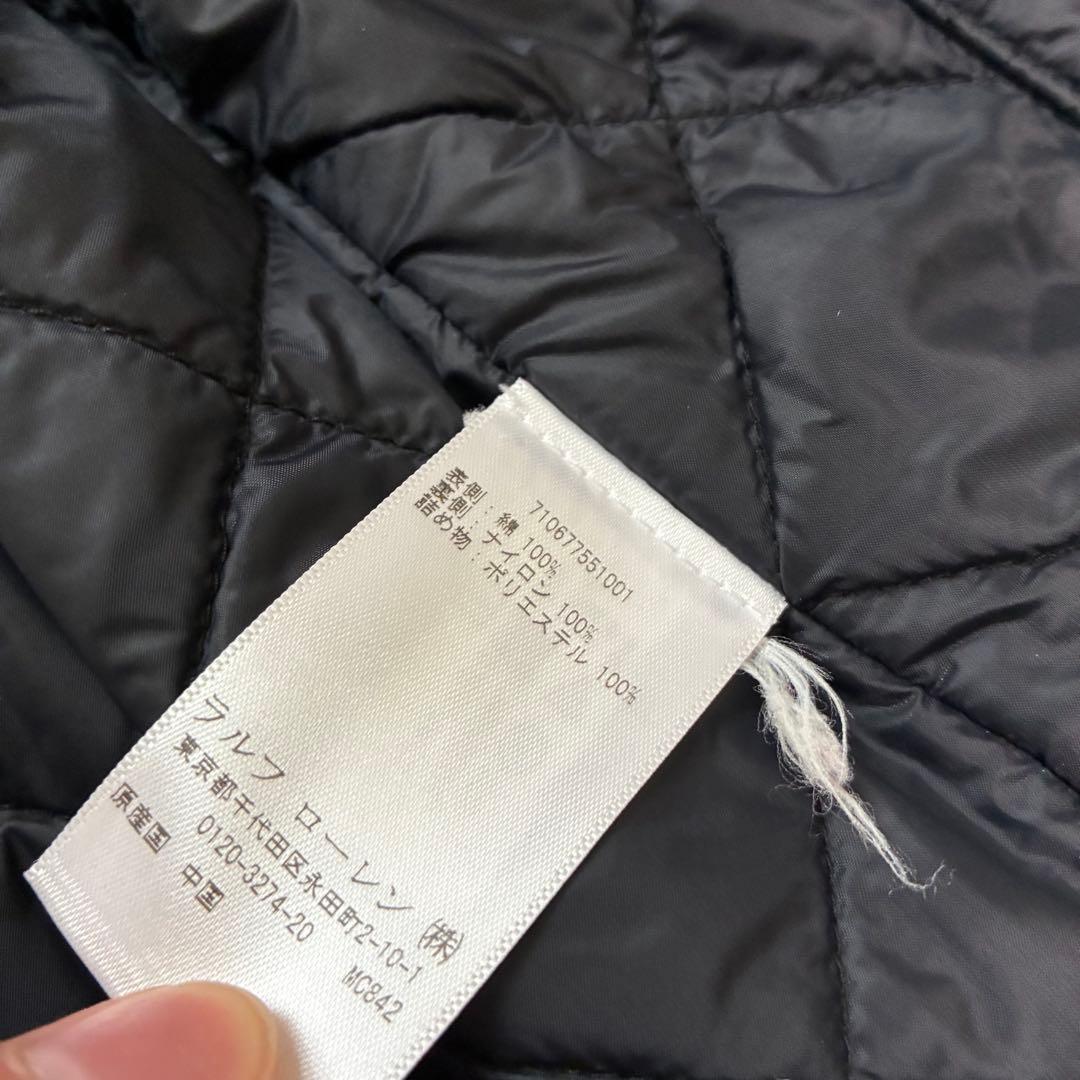 710677551001
表側：綿 100%
裏側：ナイロン 100%
詰め物：ポリエステル 100%
ラルフ ローレン ㈱
東京都千代田区永田町2-10-1
0120-3274-20
原産国 中国
MC842